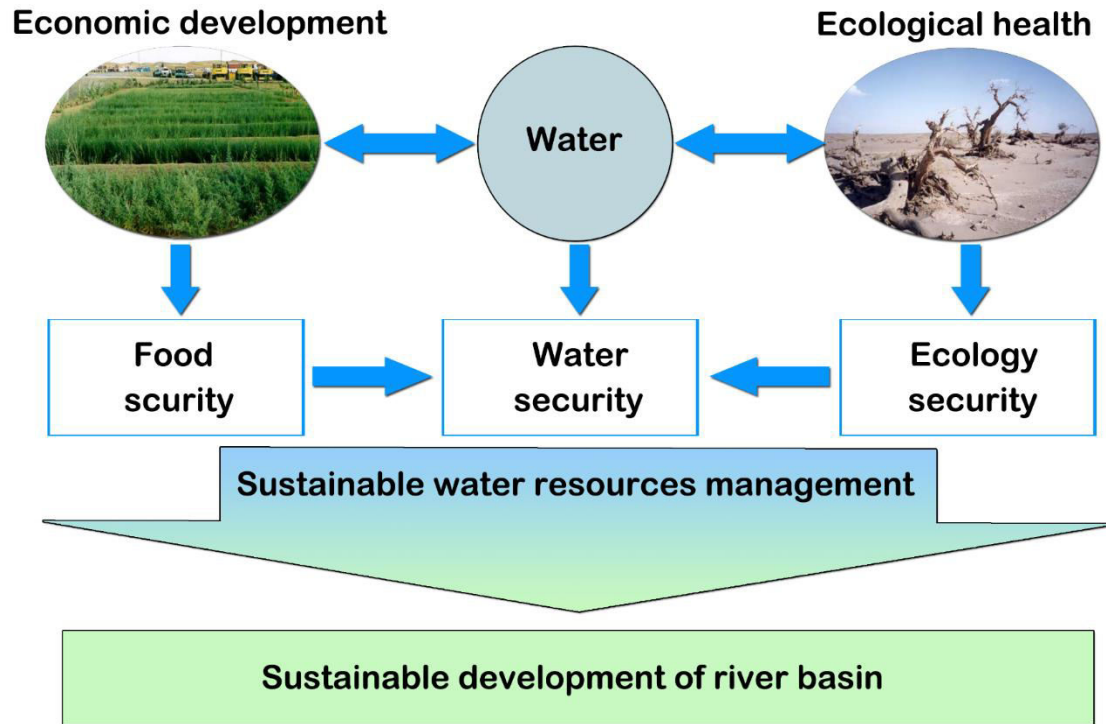 Economic development
Ecological health
Water
Food
scurity
Water
security
Ecology
security
Sustainable water resources management
Sustainable development of river basin